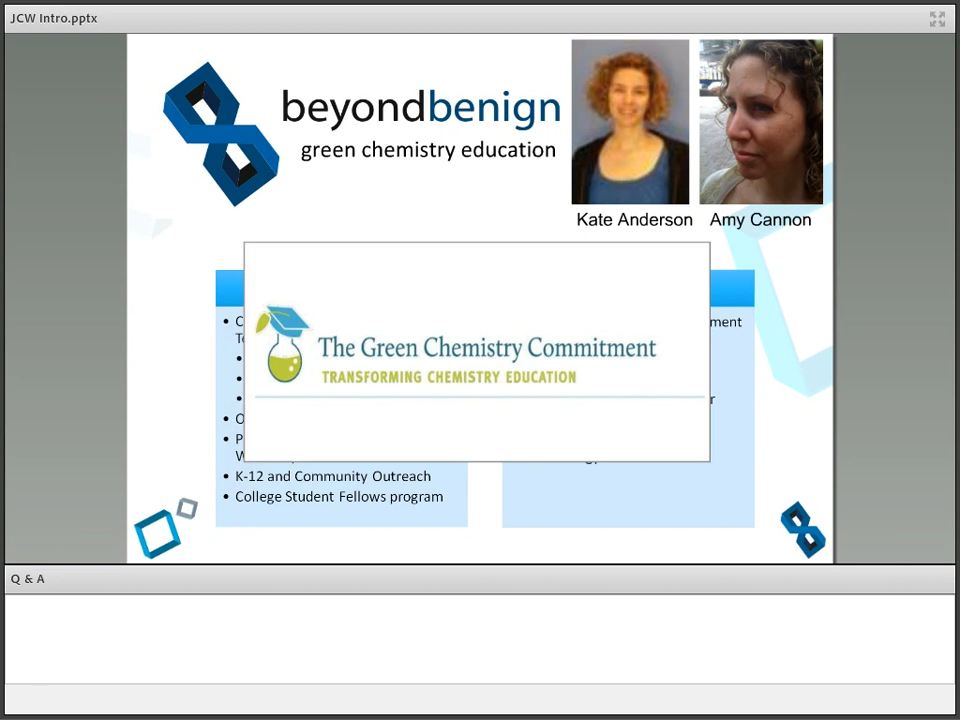 JCW Intro.pptx
beyondbenign
green chemistry education
Kate Anderson Amy Cannon
The Green Chemistry Commitment
TRANSFORMING CHEMISTRY EDUCATION
• K-12 and Community Outreach
• College Student Fellows program
Q & A